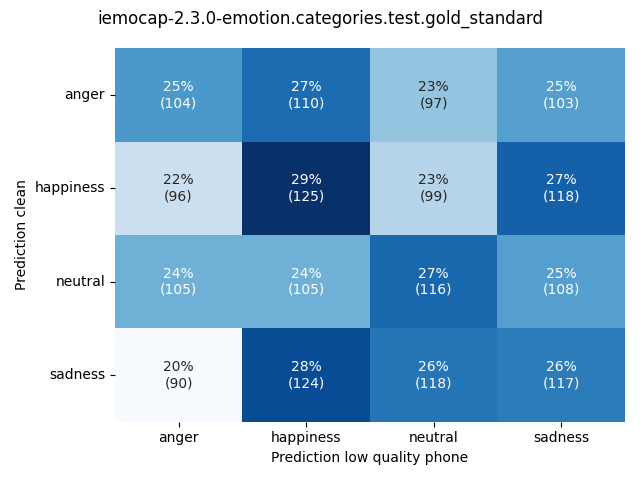 iemocap-2.3.0-emotion.categories.test.gold_standard
anger
25%
(104)
27%
(110)
23%
(97)
25%
(103)
happiness
22%
(96)
29%
(125)
23%
(99)
27%
(118)
neutral
24%
(105)
24%
(105)
27%
(116)
25%
(108)
sadness
20%
(90)
28%
(124)
26%
(118)
26%
(117)
Prediction clean
anger
happiness
neutral
sadness
Prediction low quality phone